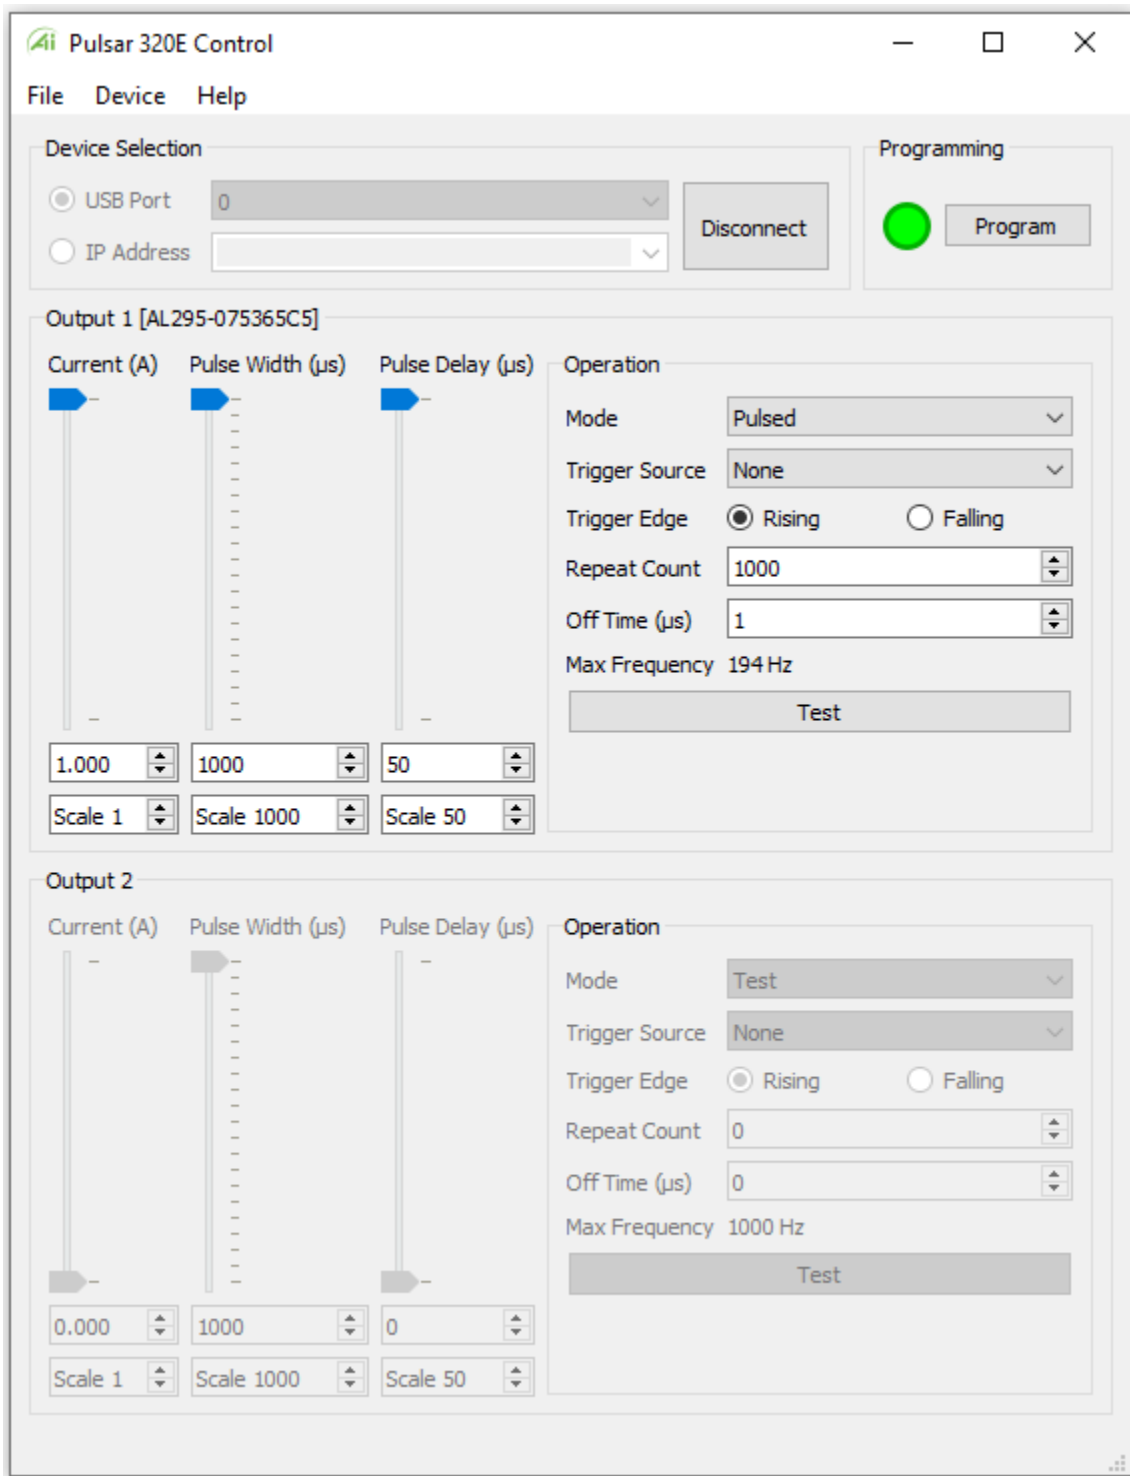 Ai Pulsar 320E Control
File Device Help
Device Selection
Programming
USB Port 0
IP Address
Disconnect
Program
Output 1 [AL295-075365C5]
Current (A) Pulse Width (µs) Pulse Delay (µs)
Operation
Mode Pulsed
Trigger Source None
Trigger Edge Rising Falling
Repeat Count 1000
Off Time (µs) 1
Max Frequency 194 Hz
Test
1.000 1000 50
Scale 1 Scale 1000 Scale 50
Output 2
Current (A) Pulse Width (µs) Pulse Delay (µs)
Operation
Mode Test
Trigger Source None
Trigger Edge Rising Falling
Repeat Count 0
Off Time (µs) 0
Max Frequency 1000 Hz
Test
0.000 1000 0
Scale 1 Scale 1000 Scale 50